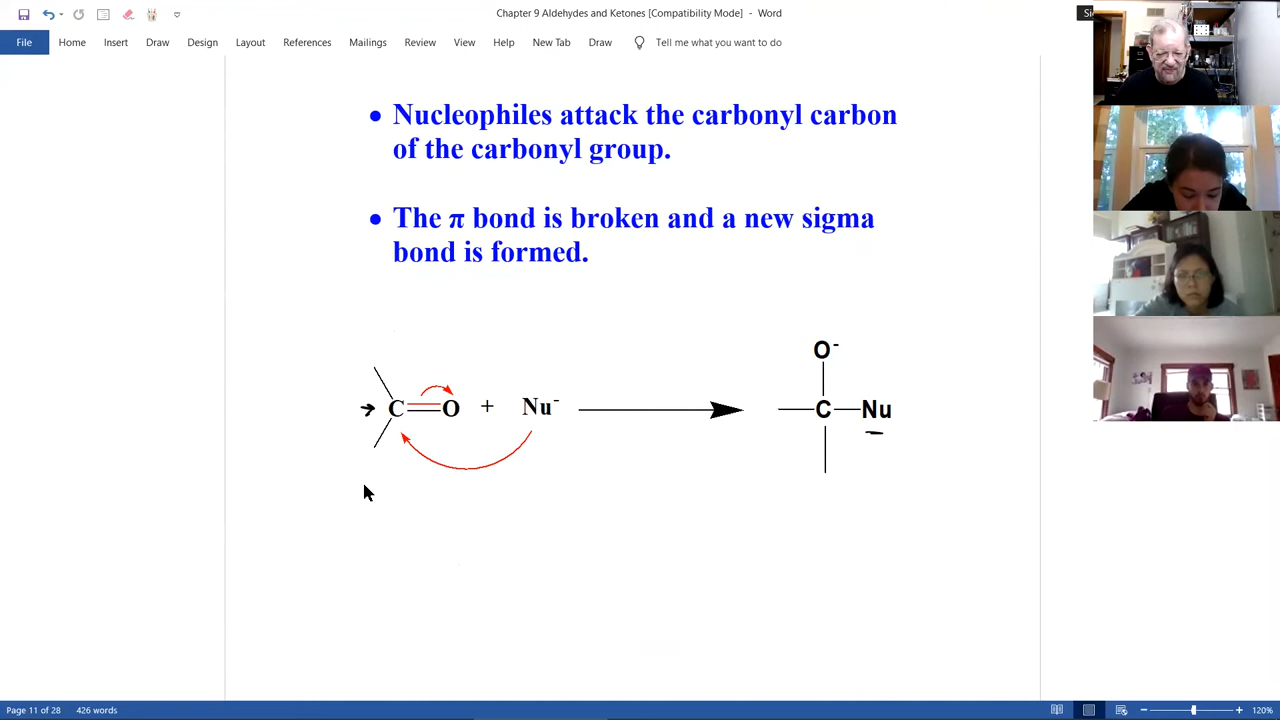 Chapter 9 Aldehydes and Ketones [Compatibility Mode] - Word
File Home Insert Draw Design Layout References Mailings Review View Help New Tab Draw Tell me what you want to do
• Nucleophiles attack the carbonyl carbon
of the carbonyl group.
• The π bond is broken and a new sigma
bond is formed.
O-
C O + Nu- C Nu
Page 11 of 28 426 words 120%